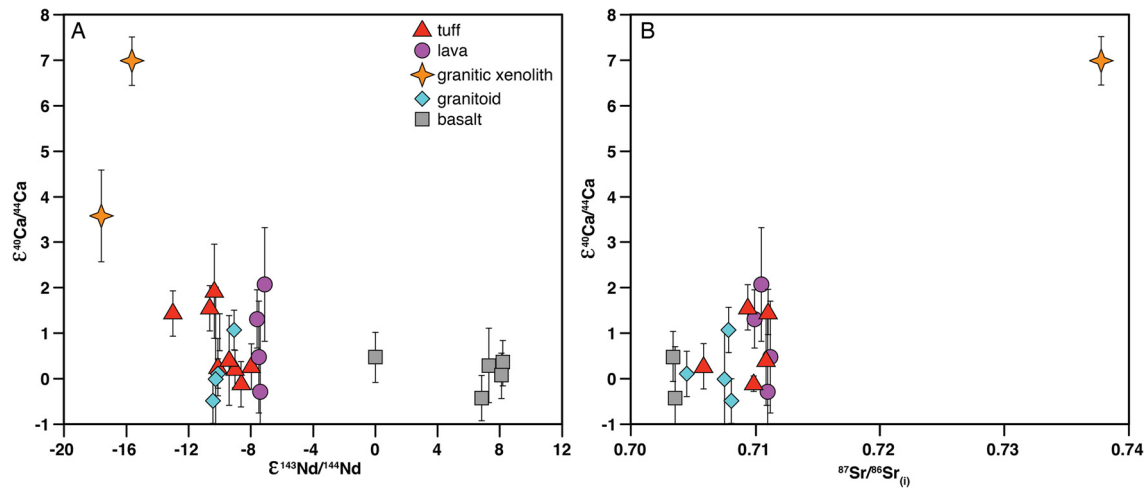 A
tuff
lava
granitic xenolith
granitoid
basalt
8
7
6
5
4
3
2
1
0
-1
ε⁴⁰Ca/⁴⁴Ca
-20 -16 -12 -8 -4 0 4 8 12
ε¹⁴³Nd/¹⁴⁴Nd
B
8
7
6
5
4
3
2
1
0
-1
ε⁴⁰Ca/⁴⁴Ca
0.70 0.71 0.72 0.73 0.74
⁸⁷Sr/⁸⁶Sr(i)